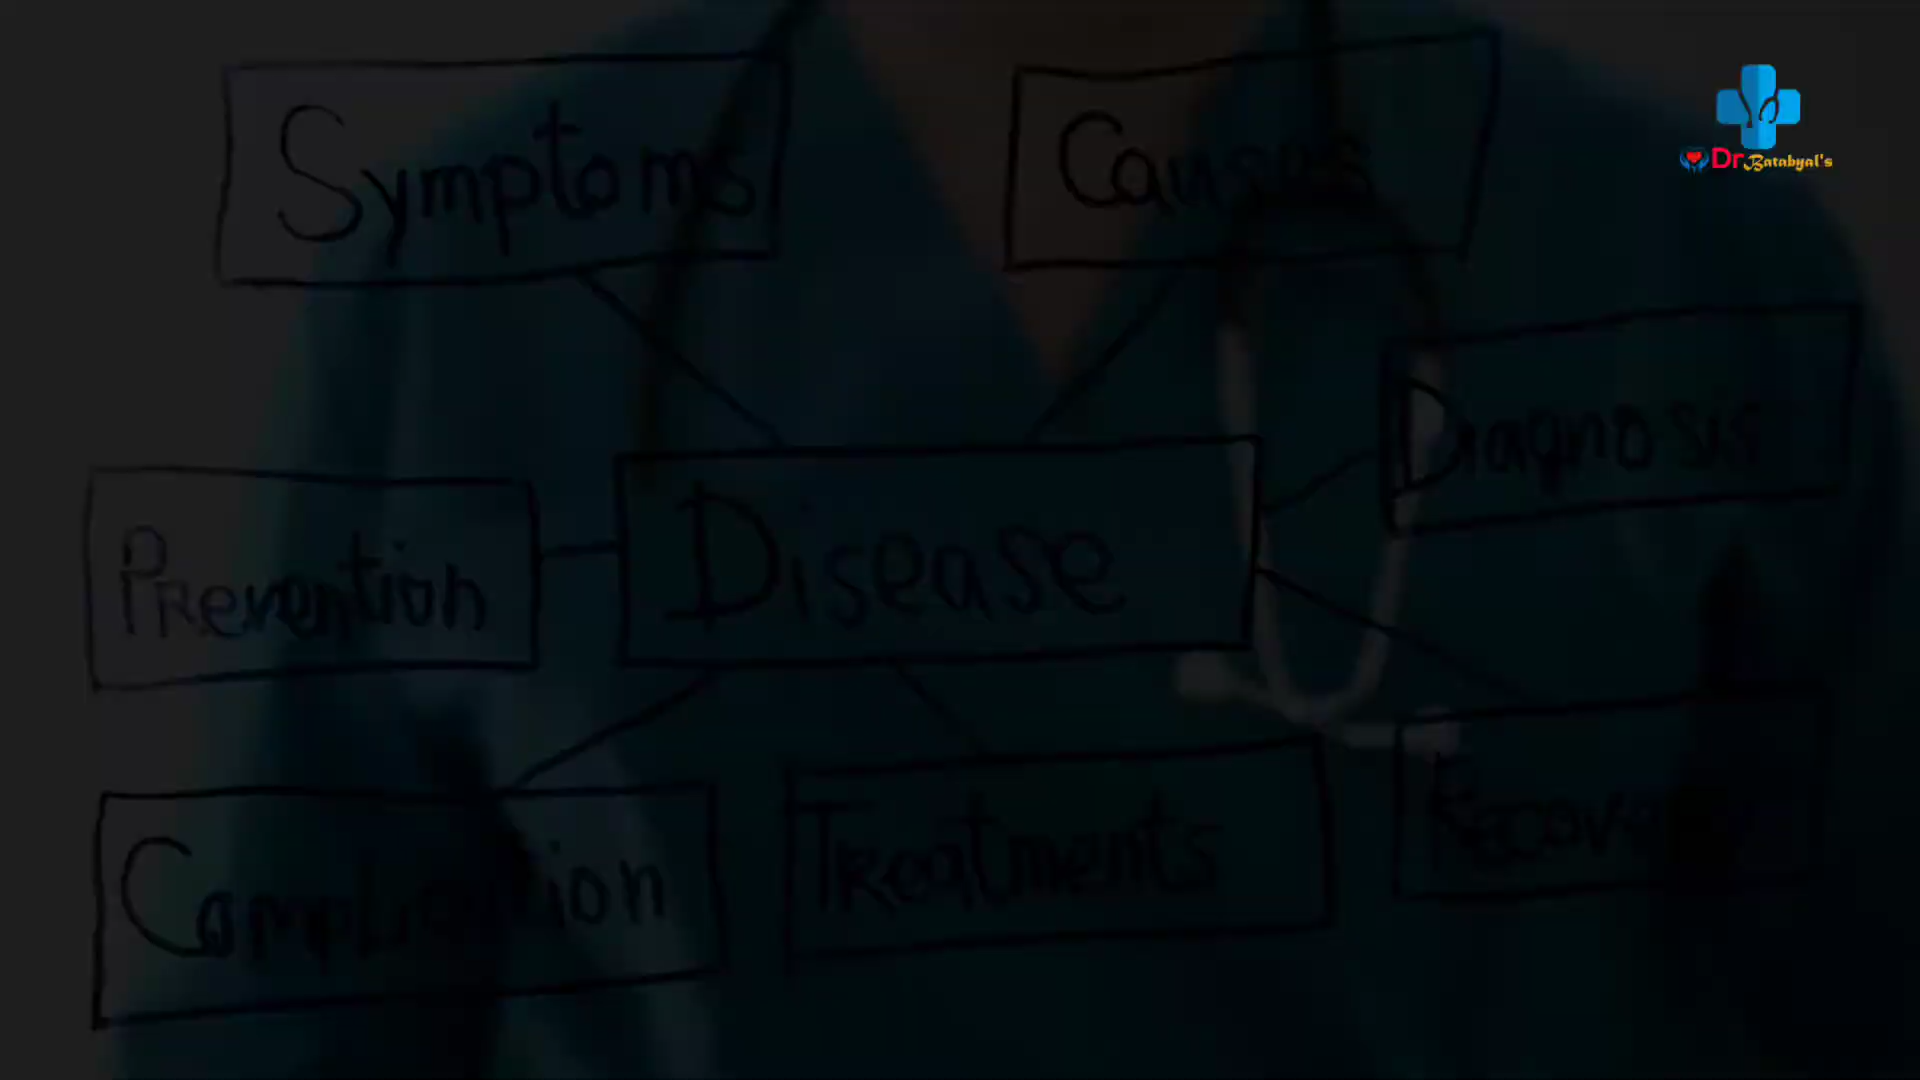 Symptoms
Causes
Dr. Batabyal's
Diagnosis
Prevention
Disease
Complication
Treatments
Recovery